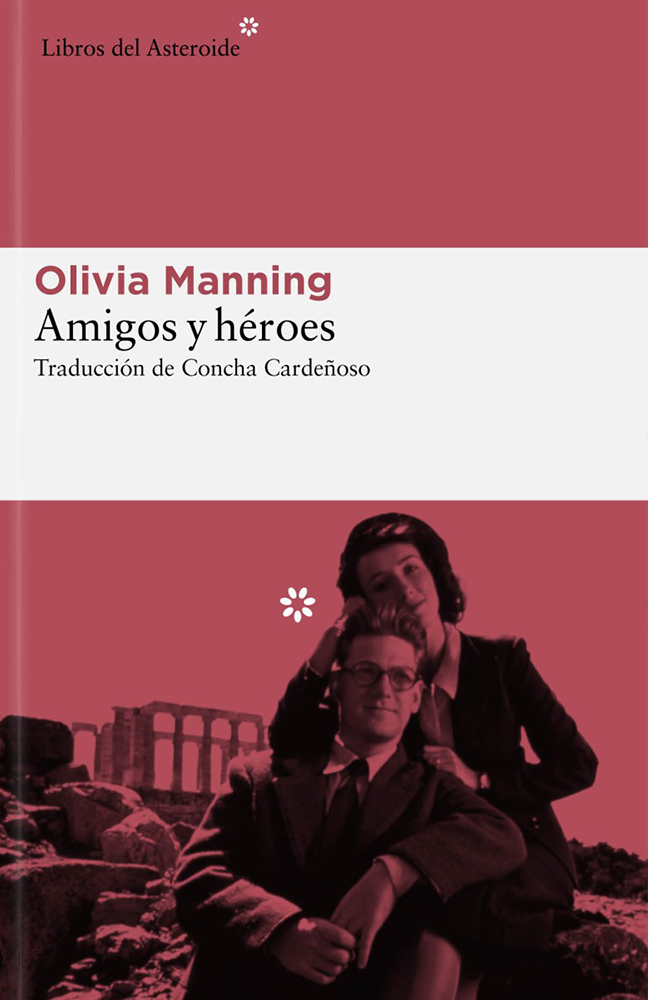 Libros del Asteroide
Olivia Manning
Amigos y héroes
Traducción de Concha Cardeñoso